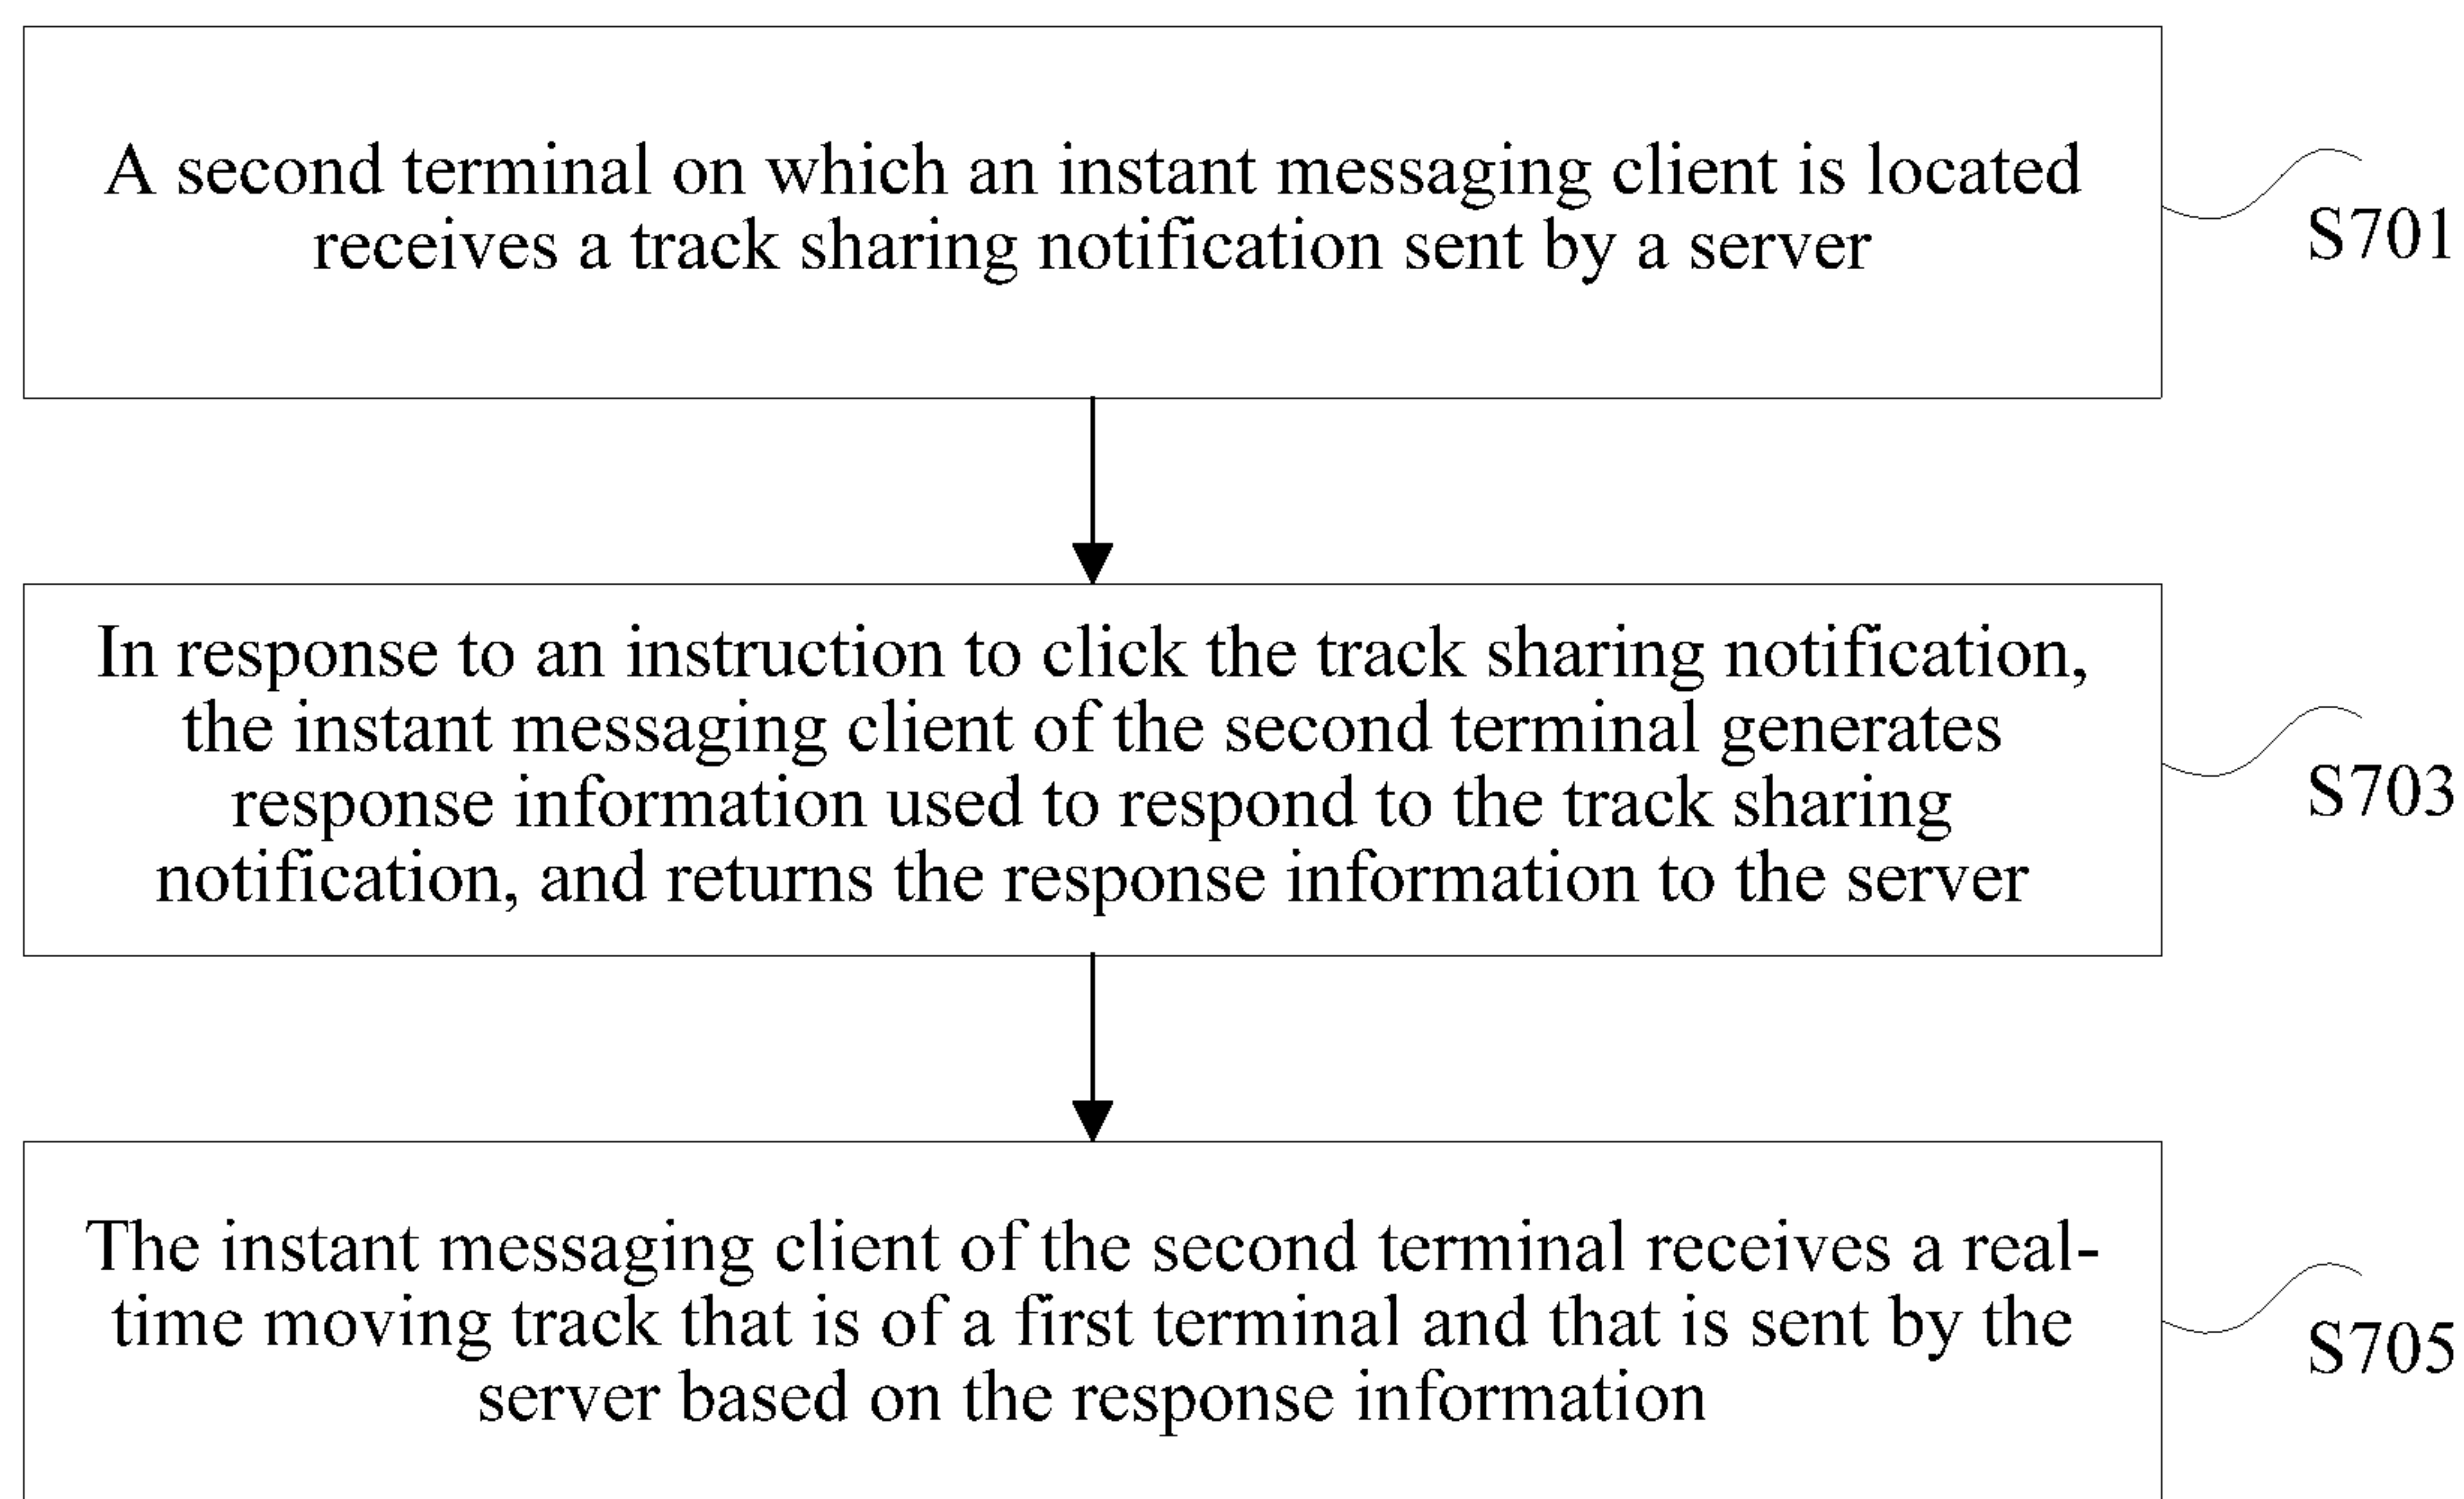 A second terminal on which an instant messaging client is located
receives a track sharing notification sent by a server
S701
In response to an instruction to click the track sharing notification,
the instant messaging client of the second terminal generates
response information used to respond to the track sharing
notification, and returns the response information to the server
S703
The instant messaging client of the second terminal receives a real-
time moving track that is of a first terminal and that is sent by the
server based on the response information
S705